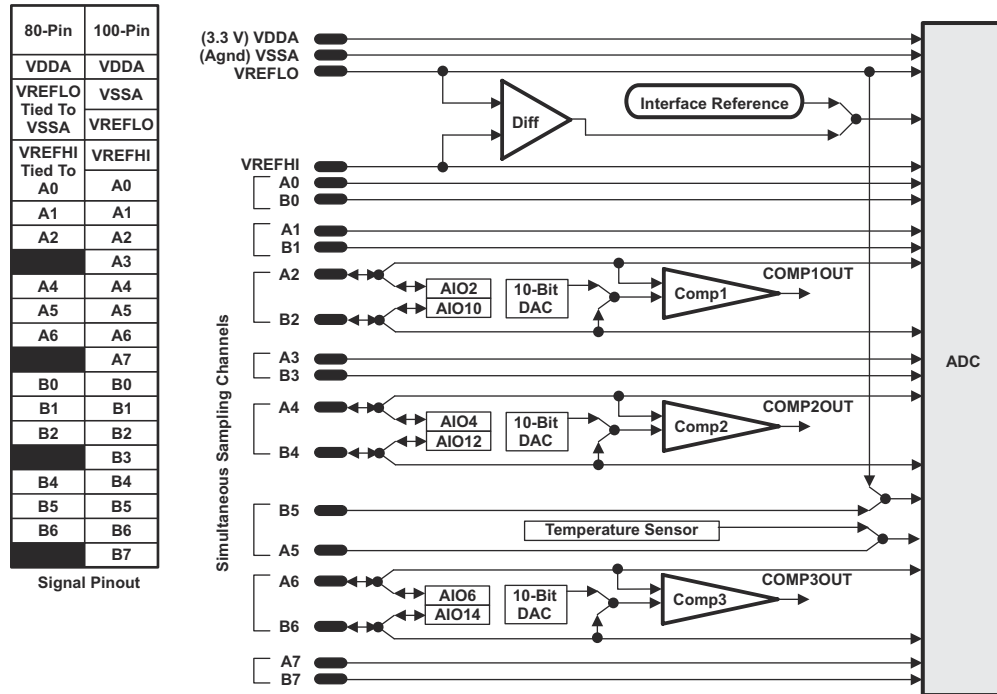 80-Pin 100-Pin
VDDA VDDA
VREFLO
Tied To
VSSA
VSSA
VREFLO
VREFHI
Tied To
A0
VREFHI
A0
A1 A1
A2 A2
A3
A4 A4
A5 A5
A6 A6
A7
B0 B0
B1 B1
B2 B2
B3
B4 B4
B5 B5
B6 B6
B7
Signal Pinout
(3.3 V) VDDA
(Agnd) VSSA
VREFLO
Diff
Interface Reference
VREFHI
A0
B0
A1
B1
A2
AIO2
AIO10
10-Bit
DAC
Comp1
COMP1OUT
B2
Simultaneous Sampling Channels
A3
B3
A4
AIO4
AIO12
10-Bit
DAC
Comp2
COMP2OUT
B4
B5
Temperature Sensor
A5
A6
AIO6
AIO14
10-Bit
DAC
Comp3
COMP3OUT
B6
A7
B7
ADC